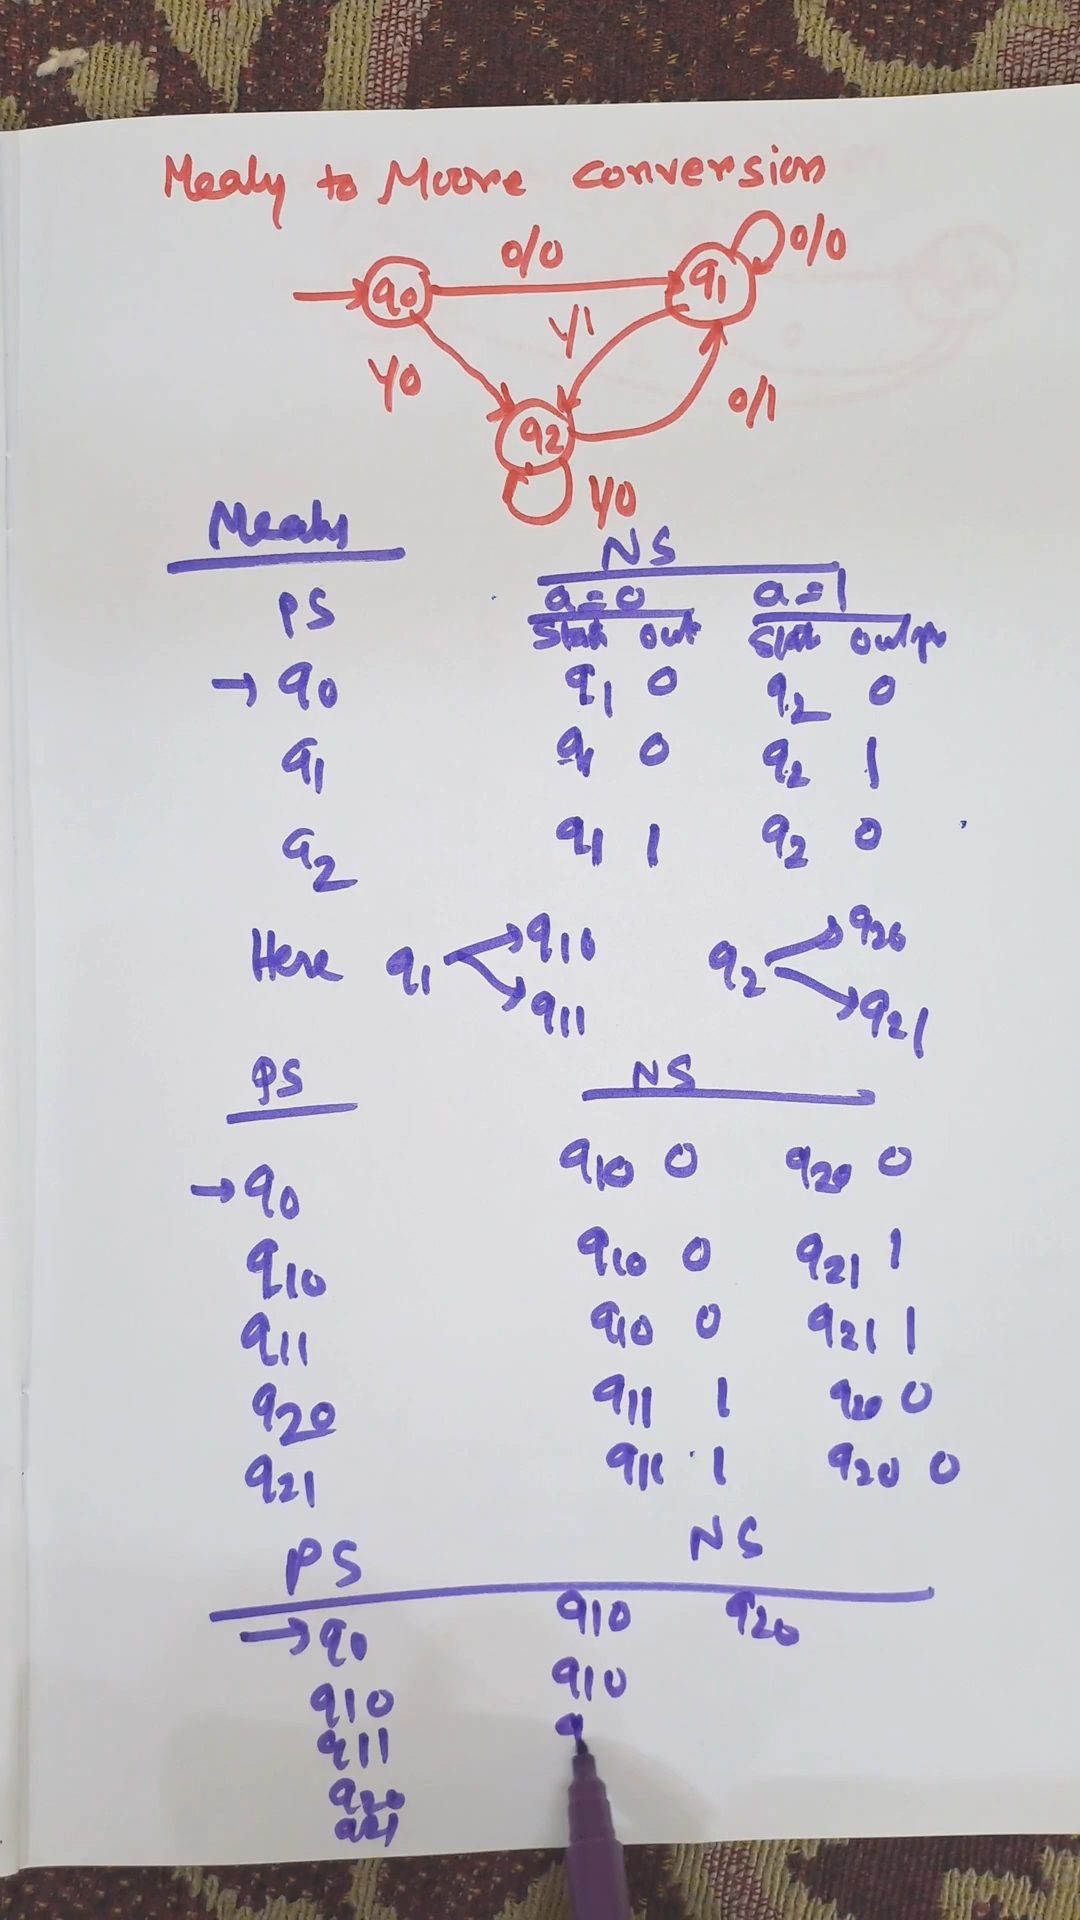 Mealy to Moore conversion
0/0
0/0
q0
q1
1/1
1/0
0/1
q2
1/0
Mealy
NS
PS
a=0 a=1
State out State output
→ q0 q1 0 q2 0
q1 q1 0 q2 1
q2 q1 1 q2 0
Here q1 q10 q2 q20
q11 q21
PS NS
→ q0 q10 0 q20 0
q10 q10 0 q21 1
q11 q10 0 q21 1
q20 q11 1 q20 0
q21 q11 1 q20 0
PS NS
→ q0 q10 q20
q10 q10
q11 q
q20
q21